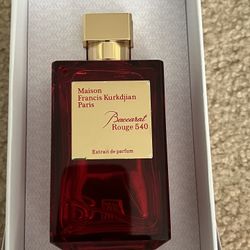 Maison
Francis Kurkdjian
Paris
Baccarat
Rouge 540
Extrait de parfum